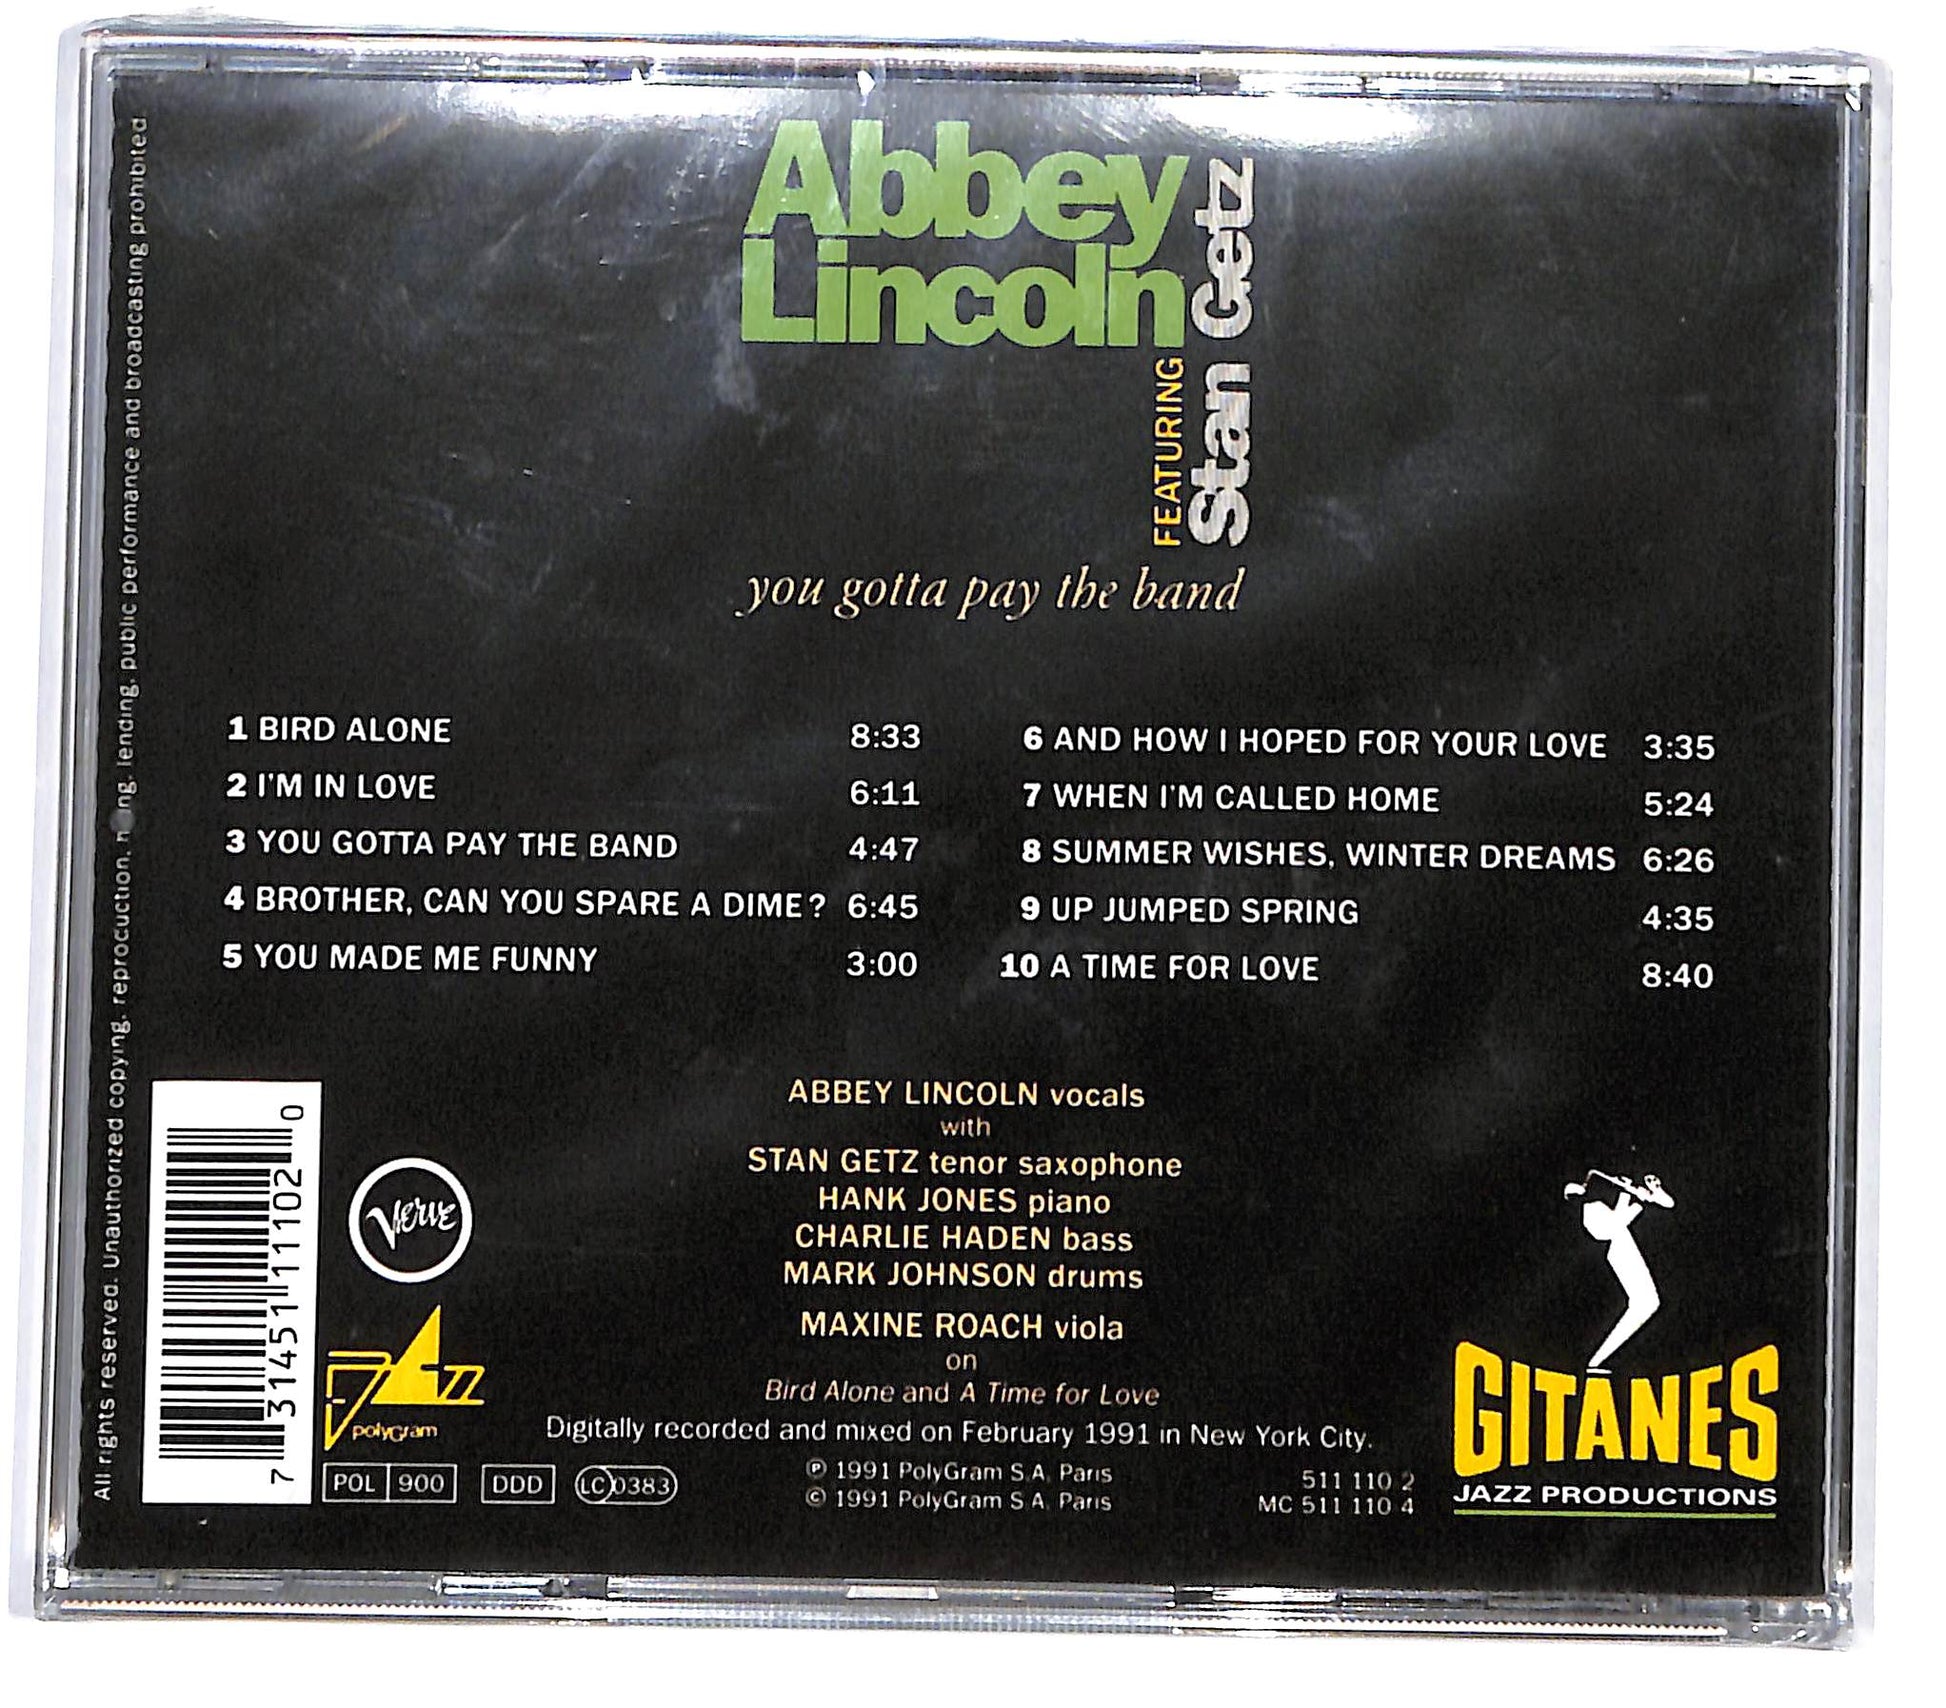 Abbey
Lincoln
FEATURING
Stan Getz
you gotta pay the band
1 BIRD ALONE 8:33
2 I'M IN LOVE 6:11
3 YOU GOTTA PAY THE BAND 4:47
4 BROTHER, CAN YOU SPARE A DIME? 6:45
5 YOU MADE ME FUNNY 3:00
6 AND HOW I HOPED FOR YOUR LOVE 3:35
7 WHEN I'M CALLED HOME 5:24
8 SUMMER WISHES, WINTER DREAMS 6:26
9 UP JUMPED SPRING 4:35
10 A TIME FOR LOVE 8:40
ABBEY LINCOLN vocals
with
STAN GETZ tenor saxophone
HANK JONES piano
CHARLIE HADEN bass
MARK JOHNSON drums
MAXINE ROACH viola
on
Bird Alone and A Time for Love
Digitally recorded and mixed on February 1991 in New York City.
℗ 1991 PolyGram S.A. Paris
© 1991 PolyGram S.A. Paris
511 110 2
MC 511 110 4
GITANES
JAZZ PRODUCTIONS
Verve
JAZZ
polygram
POL 900
DDD
LC 0383
7 31451 11102 0
All rights reserved. Unauthorized copying, reproduction, lending, public performance and broadcasting prohibited